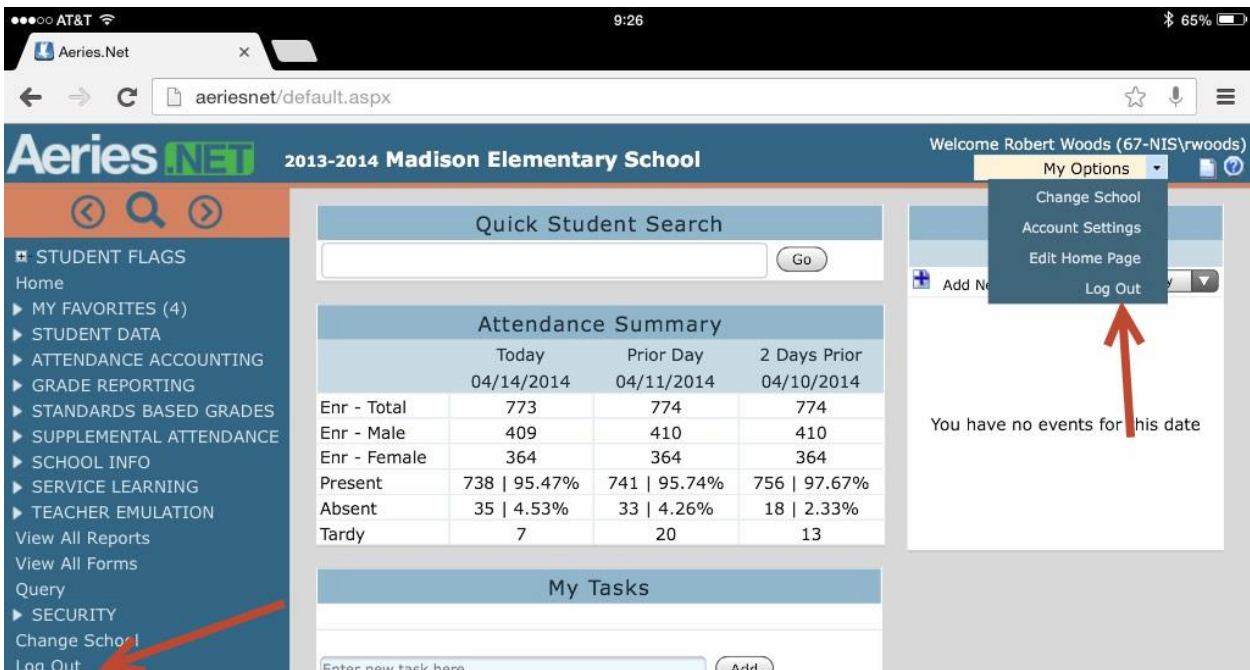 AT&T 9:26 65%
Aeries.Net ×
aeriesnet/default.aspx
Aeries.NET 2013-2014 Madison Elementary School
Welcome Robert Woods (67-NIS\rwoods)
My Options
Change School
Account Settings
Edit Home Page
Log Out
STUDENT FLAGS
Home
MY FAVORITES (4)
STUDENT DATA
ATTENDANCE ACCOUNTING
GRADE REPORTING
STANDARDS BASED GRADES
SUPPLEMENTAL ATTENDANCE
SCHOOL INFO
SERVICE LEARNING
TEACHER EMULATION
View All Reports
View All Forms
Query
SECURITY
Change School
Log Out
Quick Student Search
Go
Attendance Summary
Today Prior Day 2 Days Prior
04/14/2014 04/11/2014 04/10/2014
Enr - Total 773 774 774
Enr - Male 409 410 410
Enr - Female 364 364 364
Present 738 | 95.47% 741 | 95.74% 756 | 97.67%
Absent 35 | 4.53% 33 | 4.26% 18 | 2.33%
Tardy 7 20 13
My Tasks
Enter new task here Add
Add
You have no events for this date